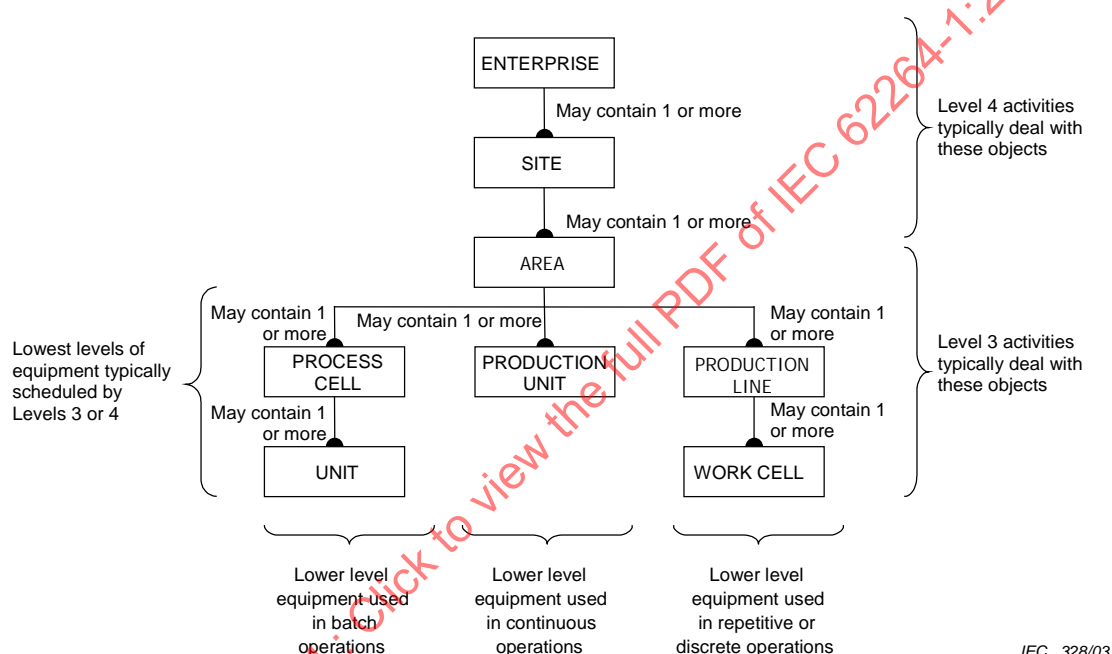 ENTERPRISE
May contain 1 or more
Level 4 activities
typically deal with
these objects
SITE
May contain 1 or more
AREA
May contain 1
or more
May contain 1 or more
May contain 1
or more
Lowest levels of
equipment typically
scheduled by
Levels 3 or 4
PROCESS
CELL
PRODUCTION
UNIT
PRODUCTION
LINE
Level 3 activities
typically deal with
these objects
May contain 1
or more
May contain 1
or more
UNIT
WORK CELL
Lower level
equipment used
in batch
operations
Lower level
equipment used
in continuous
operations
Lower level
equipment used
in repetitive or
discrete operations
IEC 328/03
: Click to view the full PDF of IEC 62264-1:2